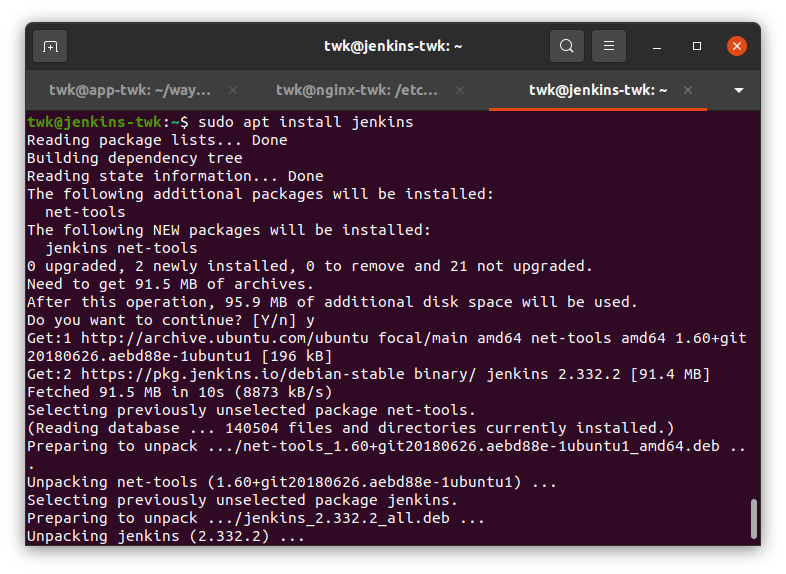 twk@jenkins-twk: ~
twk@app-twk: ~/way...
twk@nginx-twk: /etc...
twk@jenkins-twk: ~
twk@jenkins-twk:~$ sudo apt install jenkins
Reading package lists... Done
Building dependency tree
Reading state information... Done
The following additional packages will be installed:
  net-tools
The following NEW packages will be installed:
  jenkins net-tools
0 upgraded, 2 newly installed, 0 to remove and 21 not upgraded.
Need to get 91.5 MB of archives.
After this operation, 95.9 MB of additional disk space will be used.
Do you want to continue? [Y/n] y
Get:1 http://archive.ubuntu.com/ubuntu focal/main amd64 net-tools amd64 1.60+git
20180626.aebd88e-1ubuntu1 [196 kB]
Get:2 https://pkg.jenkins.io/debian-stable binary/ jenkins 2.332.2 [91.4 MB]
Fetched 91.5 MB in 10s (8873 kB/s)
Selecting previously unselected package net-tools.
(Reading database ... 140504 files and directories currently installed.)
Preparing to unpack .../net-tools_1.60+git20180626.aebd88e-1ubuntu1_amd64.deb ..
.
Unpacking net-tools (1.60+git20180626.aebd88e-1ubuntu1) ...
Selecting previously unselected package jenkins.
Preparing to unpack .../jenkins_2.332.2_all.deb ...
Unpacking jenkins (2.332.2) ...